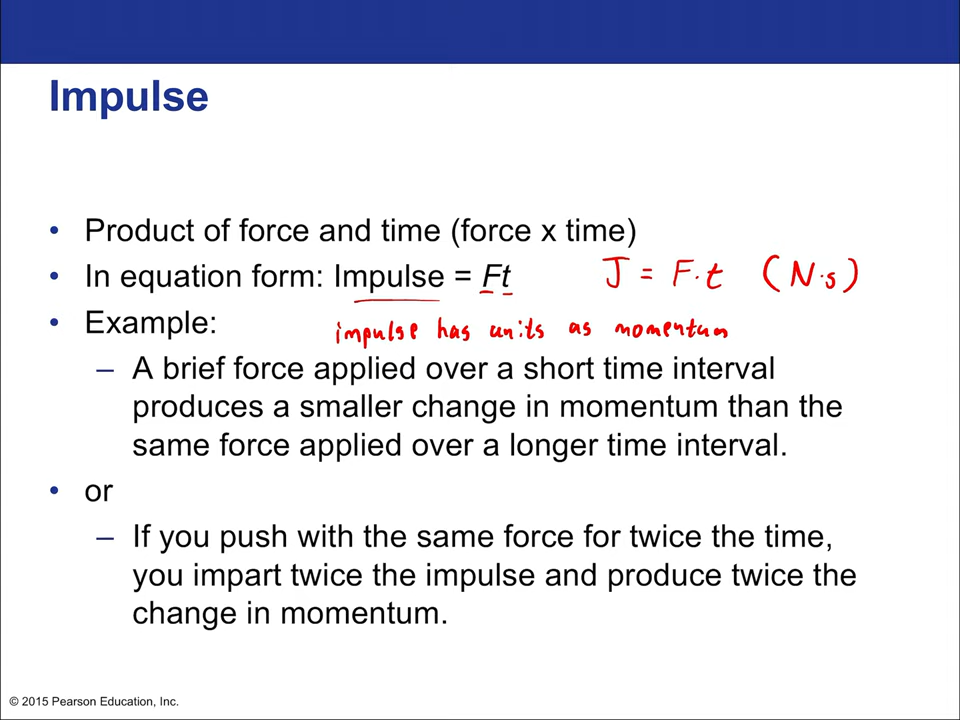 Impulse
• Product of force and time (force x time)
• In equation form: Impulse = Ft J = F·t (N·s)
• Example: impulse has units as momentum
– A brief force applied over a short time interval
produces a smaller change in momentum than the
same force applied over a longer time interval.
• or
– If you push with the same force for twice the time,
you impart twice the impulse and produce twice the
change in momentum.
© 2015 Pearson Education, Inc.